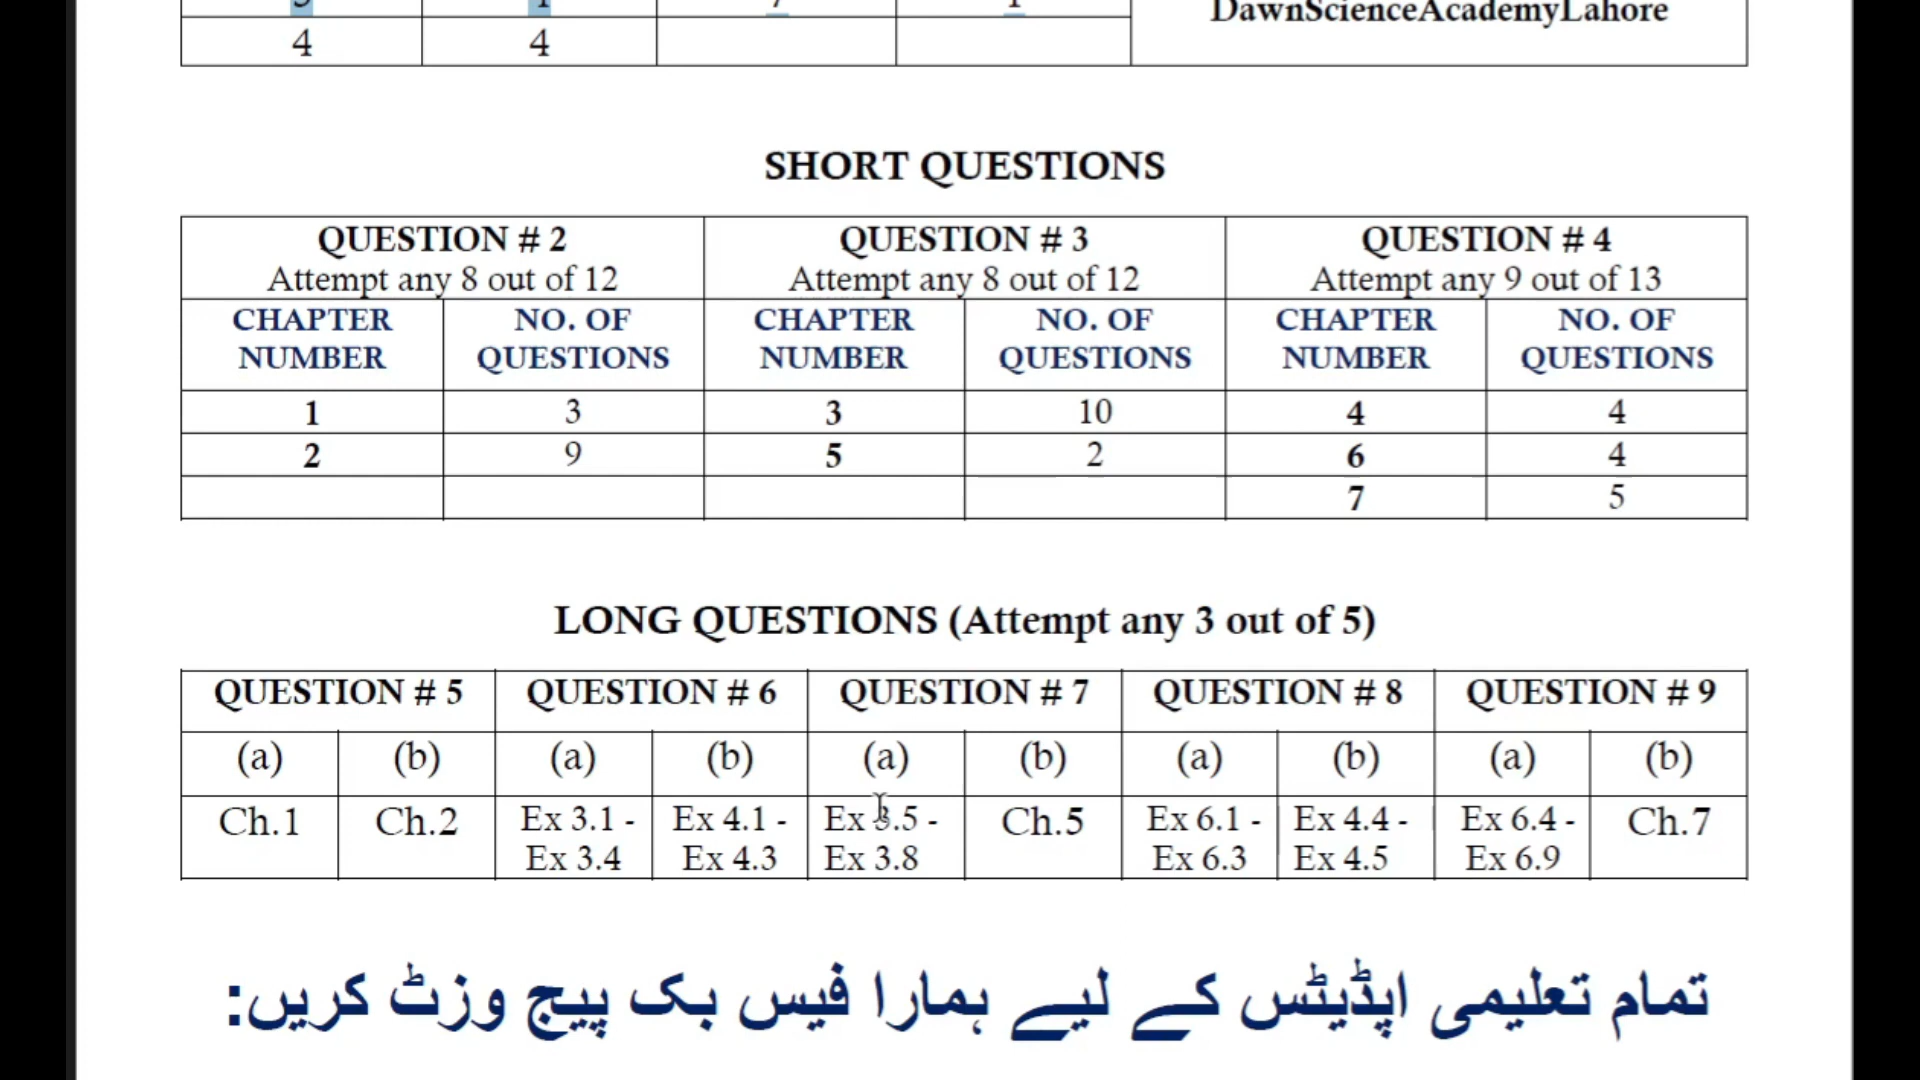 DawnScienceAcademyLahore
4 4
SHORT QUESTIONS
QUESTION # 2 QUESTION # 3 QUESTION # 4
Attempt any 8 out of 12 Attempt any 8 out of 12 Attempt any 9 out of 13
CHAPTER NUMBER NO. OF QUESTIONS CHAPTER NUMBER NO. OF QUESTIONS CHAPTER NUMBER NO. OF QUESTIONS
1 3 3 10 4 4
2 9 5 2 6 4
7 5
LONG QUESTIONS (Attempt any 3 out of 5)
QUESTION # 5 QUESTION # 6 QUESTION # 7 QUESTION # 8 QUESTION # 9
(a) (b) (a) (b) (a) (b) (a) (b) (a) (b)
Ch.1 Ch.2 Ex 3.1 - Ex 3.4 Ex 4.1 - Ex 4.3 Ex 3.5 - Ex 3.8 Ch.5 Ex 6.1 - Ex 6.3 Ex 4.4 - Ex 4.5 Ex 6.4 - Ex 6.9 Ch.7
تمام تعلیمی اپڈیٹس کے لیے ہمارا فیس بک پیج وزٹ کریں: